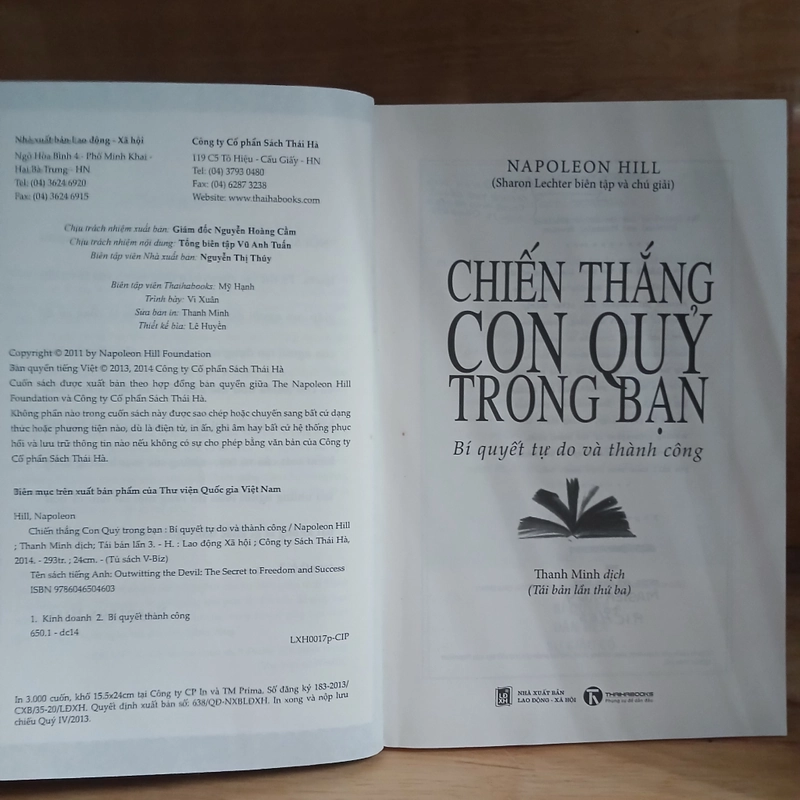 Nhà xuất bản Lao động - Xã hội
Ngõ Hòa Bình 4 - Phố Minh Khai -
Hai Bà Trưng - HN
Tel: (04) 3624 6920
Fax: (04) 3624 6915
Công ty Cổ phần Sách Thái Hà
119 C5 Tô Hiệu - Cầu Giấy - HN
Tel: (04) 3793 0480
Fax: (04) 6287 3238
Website: www.thaihabooks.com
Chịu trách nhiệm xuất bản: Giám đốc Nguyễn Hoàng Cầm
Chịu trách nhiệm nội dung: Tổng biên tập Vũ Anh Tuấn
Biên tập viên Nhà xuất bản: Nguyễn Thị Thúy
Biên tập viên Thaihabooks: Mỹ Hạnh
Trình bày: Vi Xuân
Sửa bản in: Thanh Minh
Thiết kế bìa: Lê Huyền
Copyright © 2011 by Napoleon Hill Foundation
Bản quyền tiếng Việt © 2013, 2014 Công ty Cổ phần Sách Thái Hà
Cuốn sách được xuất bản theo hợp đồng bản quyền giữa The Napoleon Hill
Foundation và Công ty Cổ phần Sách Thái Hà.
Không phần nào trong cuốn sách này được sao chép hoặc chuyển sang bất cứ dạng
thức hoặc phương tiện nào, dù là điện tử, in ấn, ghi âm hay bất cứ hệ thống phục
hồi và lưu trữ thông tin nào nếu không có sự cho phép bằng văn bản của Công ty
Cổ phần Sách Thái Hà.
Biên mục trên xuất bản phẩm của Thư viện Quốc gia Việt Nam
Hill, Napoleon
Chiến thắng Con Quỷ trong bạn : Bí quyết tự do và thành công / Napoleon Hill
; Thanh Minh dịch; Tái bản lần 3. - H. : Lao động Xã hội ; Công ty Sách Thái Hà,
2014. - 293tr. ; 24cm. - (Tủ sách V-Biz)
Tên sách tiếng Anh: Outwitting the Devil: The Secret to Freedom and Success
ISBN 9786046504603
1. Kinh doanh 2. Bí quyết thành công
650.1 - dc14
LXH0017p-CIP
In 3.000 cuốn, khổ 15.5x24cm tại Công ty CP In và TM Prima. Số đăng ký 183-2013/
CXB/35-20/LĐXH. Quyết định xuất bản số: 638/QĐ-NXBLĐXH. In xong và nộp lưu
chiểu Quý IV/2013.
NAPOLEON HILL
(Sharon Lechter biên tập và chú giải)
CHIẾN THẮNG
CON QUỶ
TRONG BẠN
Bí quyết tự do và thành công
Thanh Minh dịch
(Tái bản lần thứ ba)
LĐ
XH
NHÀ XUẤT BẢN
LAO ĐỘNG - XÃ HỘI
THAIHABOOKS